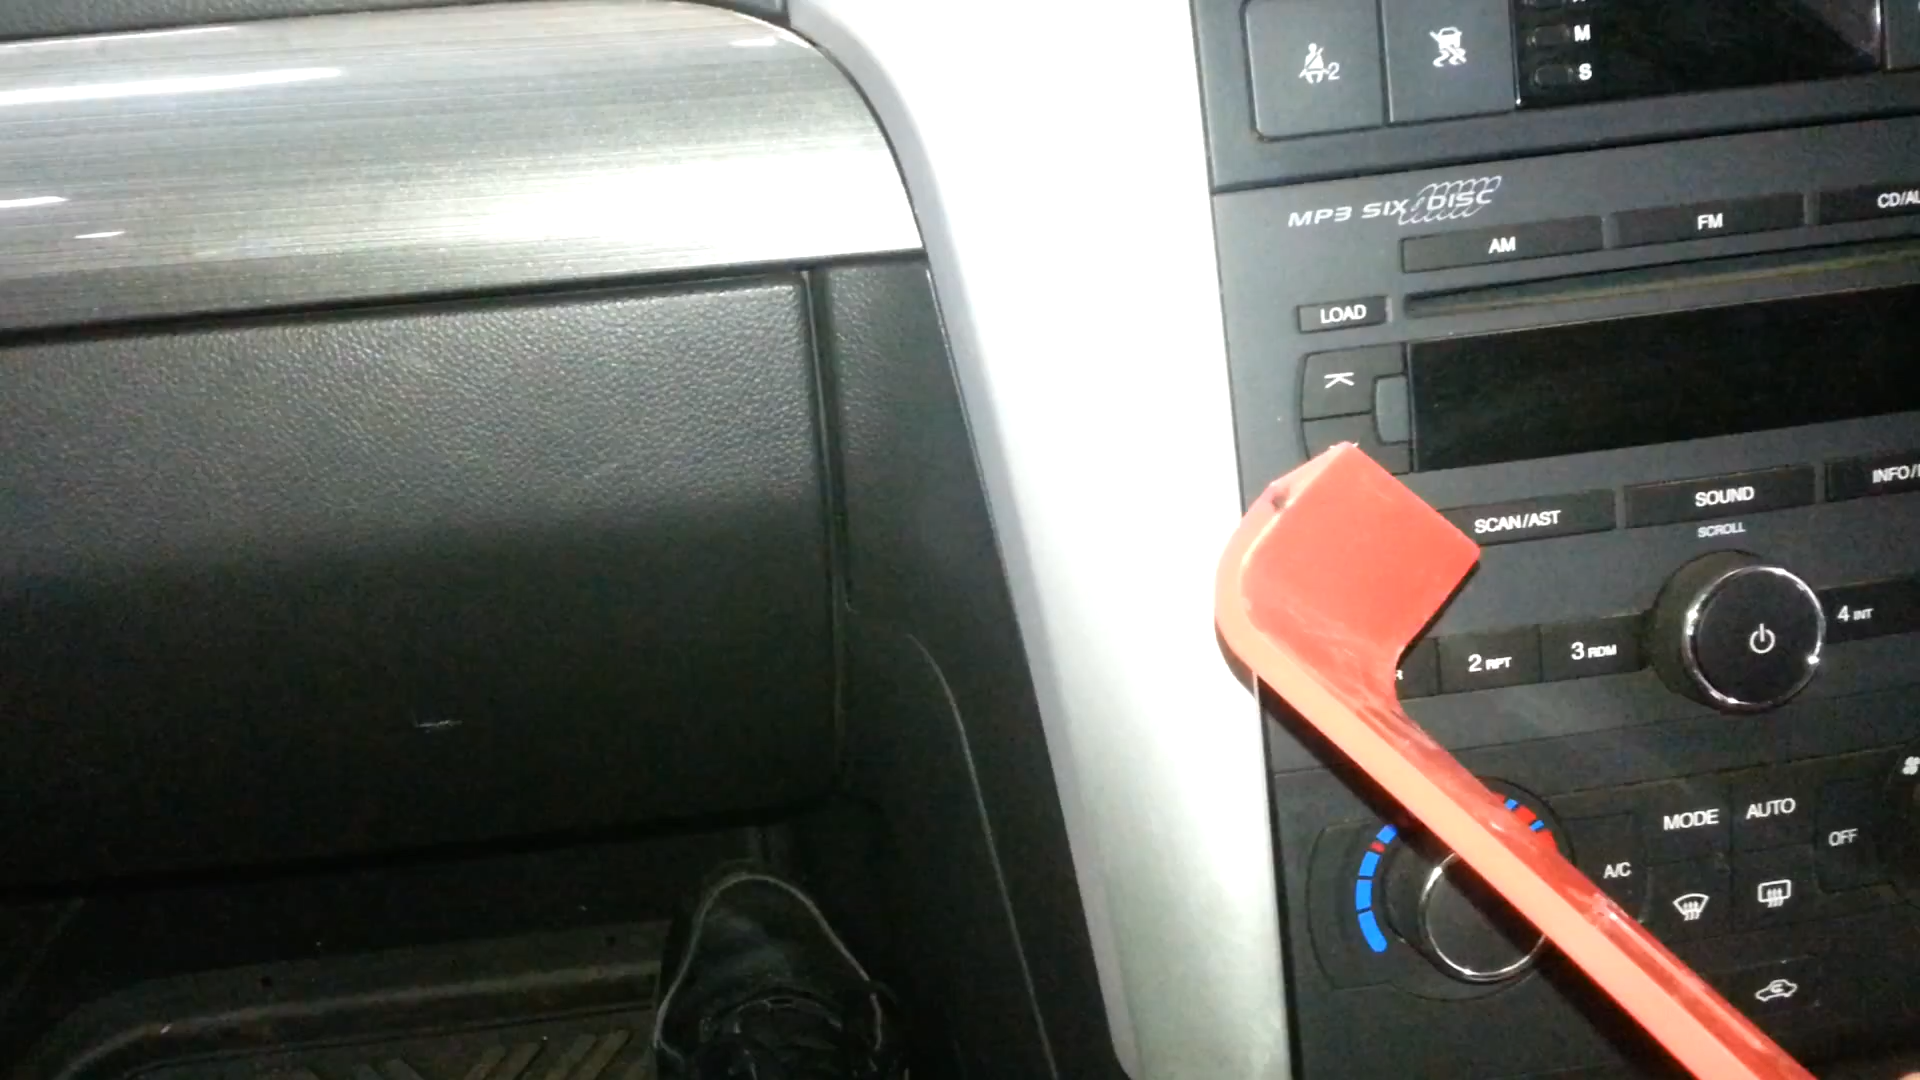 2
M
S
MP3 SIX DISC
AM
FM
LOAD
SCAN/AST
SOUND
SCROLL
2 RPT
3 RDM
4 INT
MODE
AUTO
OFF
A/C